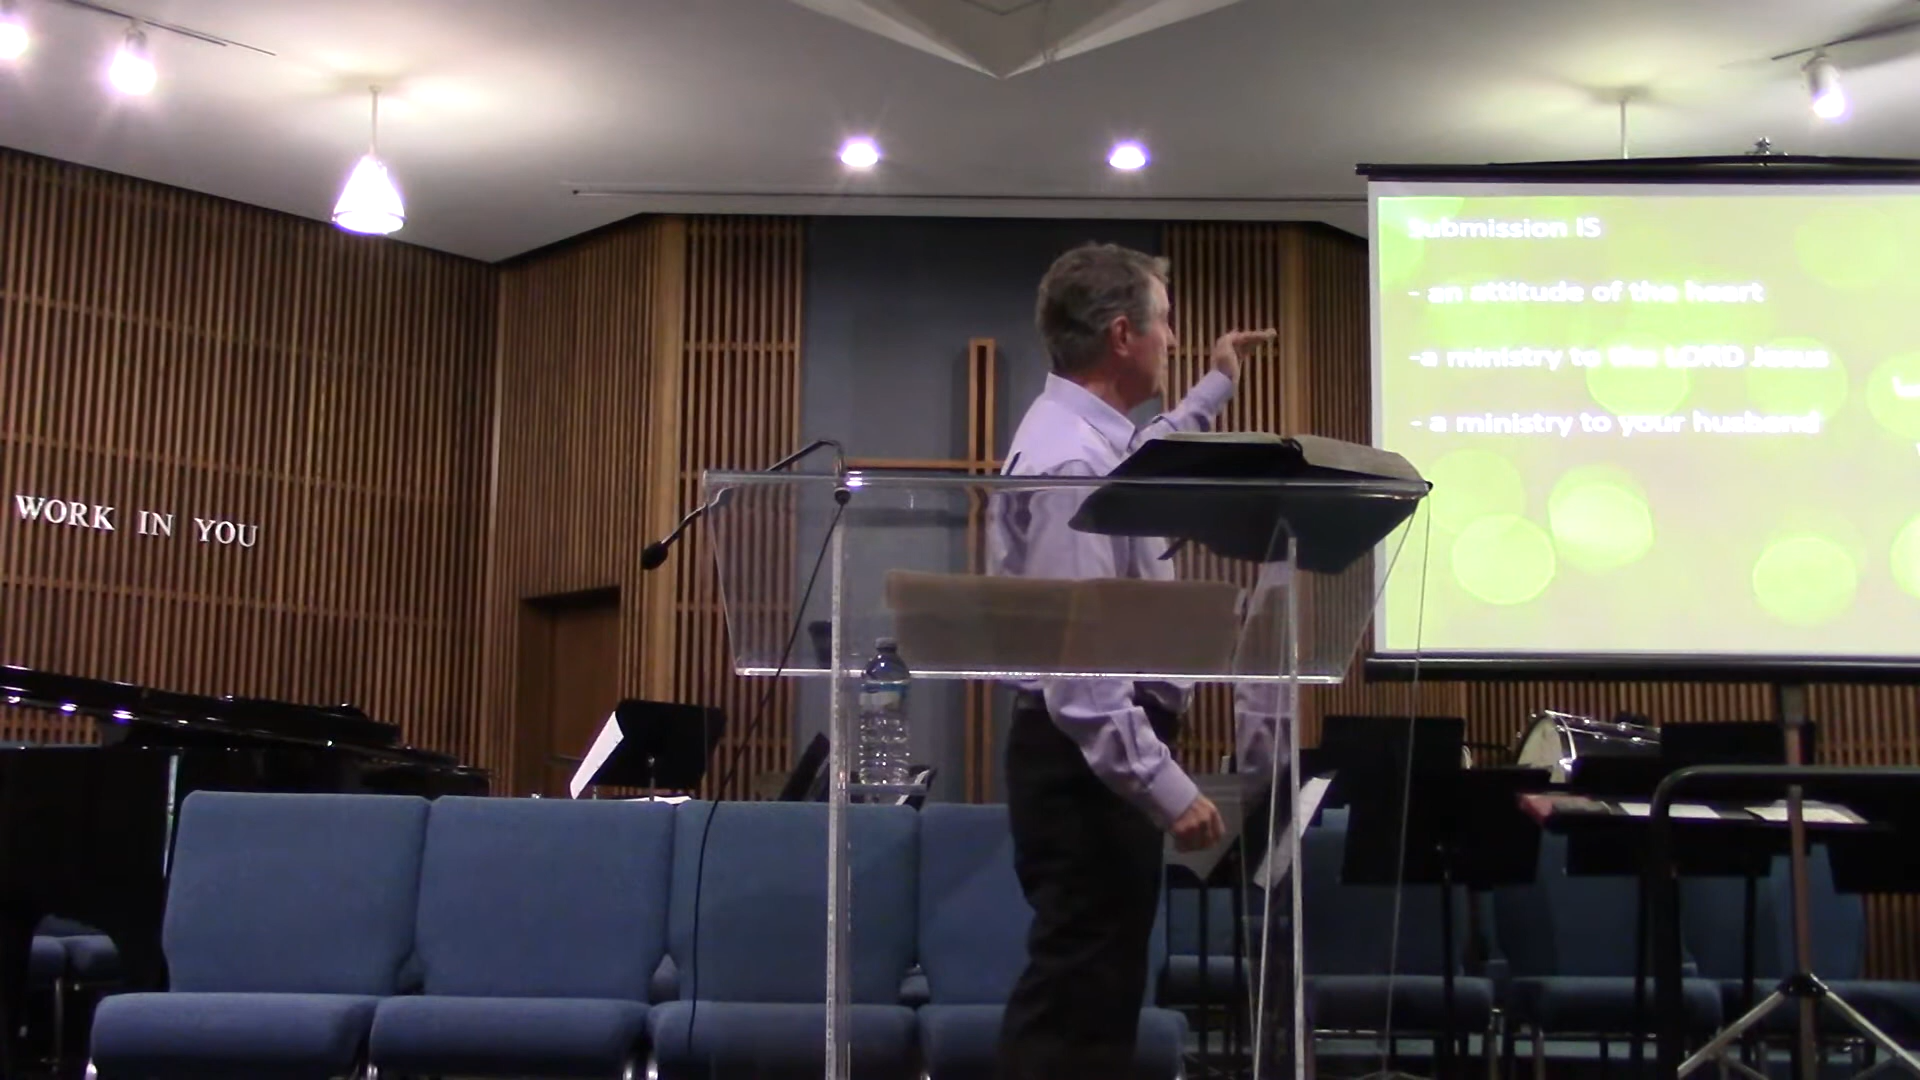 WORK IN YOU
Submission IS
- an attitude of the heart
-a ministry to the LORD Jesus
- a ministry to your husband